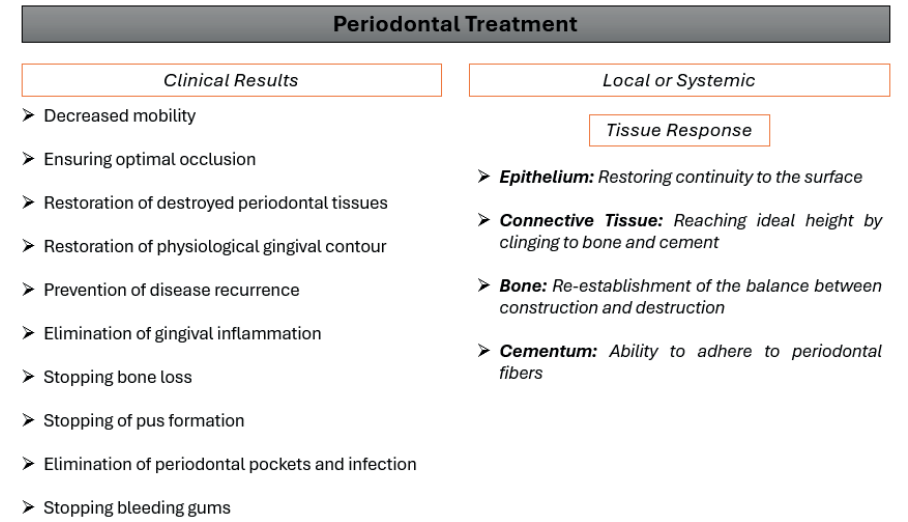 Periodontal Treatment
Clinical Results
➢ Decreased mobility
➢ Ensuring optimal occlusion
➢ Restoration of destroyed periodontal tissues
➢ Restoration of physiological gingival contour
➢ Prevention of disease recurrence
➢ Elimination of gingival inflammation
➢ Stopping bone loss
➢ Stopping of pus formation
➢ Elimination of periodontal pockets and infection
➢ Stopping bleeding gums
Local or Systemic
Tissue Response
➢ Epithelium: Restoring continuity to the surface
➢ Connective Tissue: Reaching ideal height by
clinging to bone and cement
➢ Bone: Re-establishment of the balance between
construction and destruction
➢ Cementum: Ability to adhere to periodontal
fibers